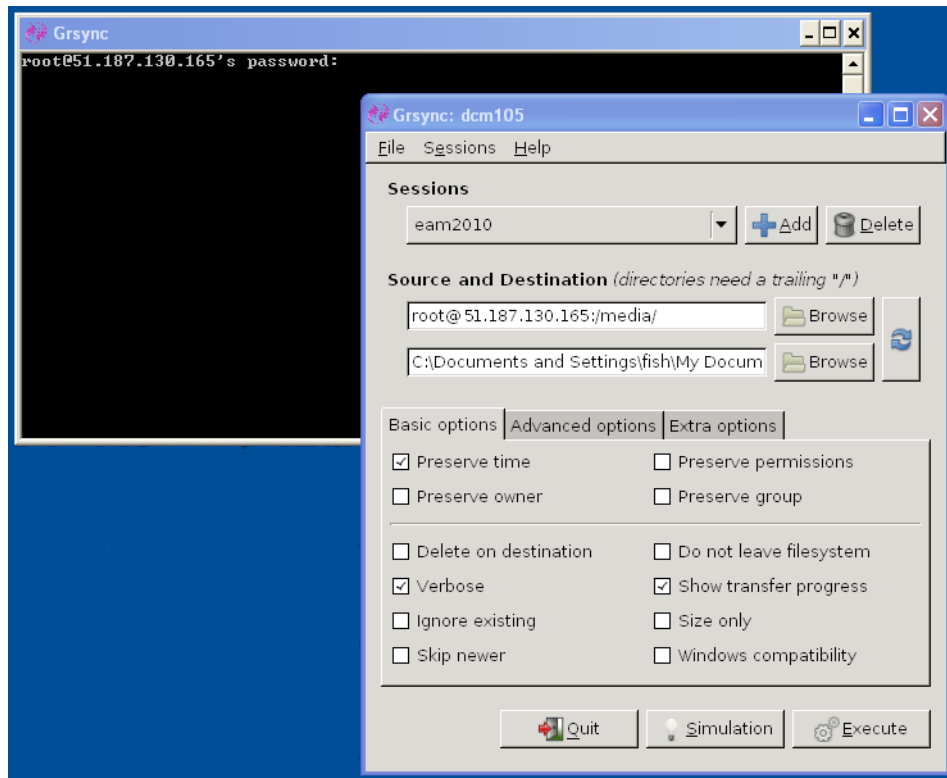 Grsync
root@51.187.130.165's password:
Grsync: dcm105
File Sessions Help
Sessions
eam2010
Add
Delete
Source and Destination (directories need a trailing "/")
root@ 51.187.130.165:/media/
Browse
C:\Documents and Settings\fish\My Docum
Browse
Basic options Advanced options Extra options
Preserve time Preserve permissions
Preserve owner Preserve group
Delete on destination Do not leave filesystem
Verbose Show transfer progress
Ignore existing Size only
Skip newer Windows compatibility
Quit Simulation Execute